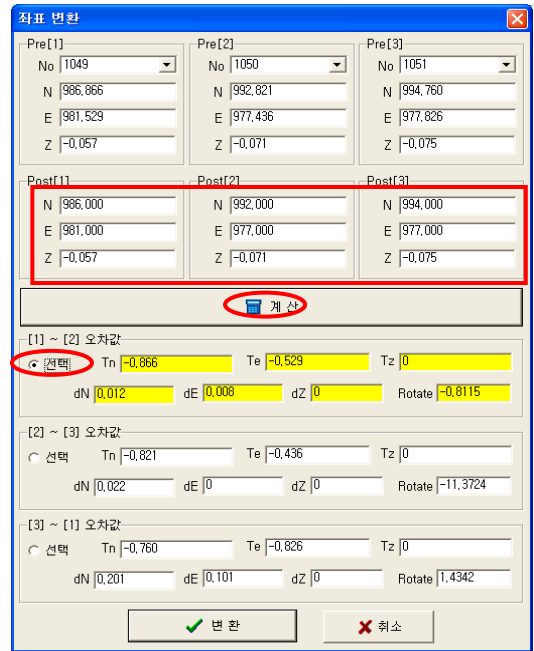 좌표 변환
Pre[1] Pre[2] Pre[3]
No 1049 No 1050 No 1051
N 986,866 N 992,821 N 994,760
E 981,529 E 977,436 E 977,826
Z -0,057 Z -0,071 Z -0,075
Post[1] Post[2] Post[3]
N 986,000 N 992,000 N 994,000
E 981,000 E 977,000 E 977,000
Z -0,057 Z -0,071 Z -0,075
계 산
[1] ~ [2] 오차값
선택 Tn -0,866 Te -0,529 Tz 0
dN 0,012 dE 0,008 dZ 0 Rotate -0,8115
[2] ~ [3] 오차값
선택 Tn -0,821 Te -0,436 Tz 0
dN 0,022 dE 0 dZ 0 Rotate -11,3724
[3] ~ [1] 오차값
선택 Tn -0,760 Te -0,826 Tz 0
dN 0,201 dE 0,101 dZ 0 Rotate 1,4342
변 환 취소